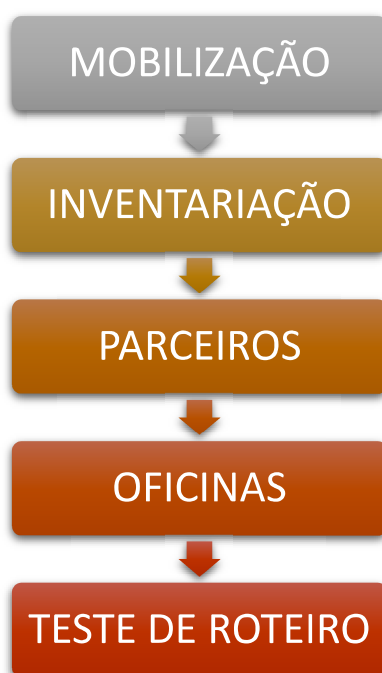 MOBILIZAÇÃO
INVENTARIAÇÃO
PARCEIROS
OFICINAS
TESTE DE ROTEIRO